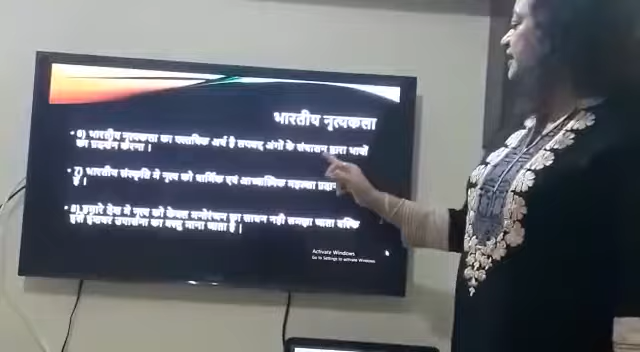 भारतीय नृत्यकला
• 6) भारतीय नृत्यकला का क्लासिक अर्थ है लयबद्ध अंगों के संचालन द्वारा भावों
का प्रदर्शन करना ।
• 7) भारतीय संस्कृति मे नृत्य को धार्मिक एवं आध्यात्मिक महत्ता
है ।
• 8) हमारे देश मे नृत्य को केवल मनोरंजन का साधन नही समझा जाता बल्कि
इसे ईश्वर उपासना का माना जाता है ।
Activate Windows
Go to Settings to activate Windows.